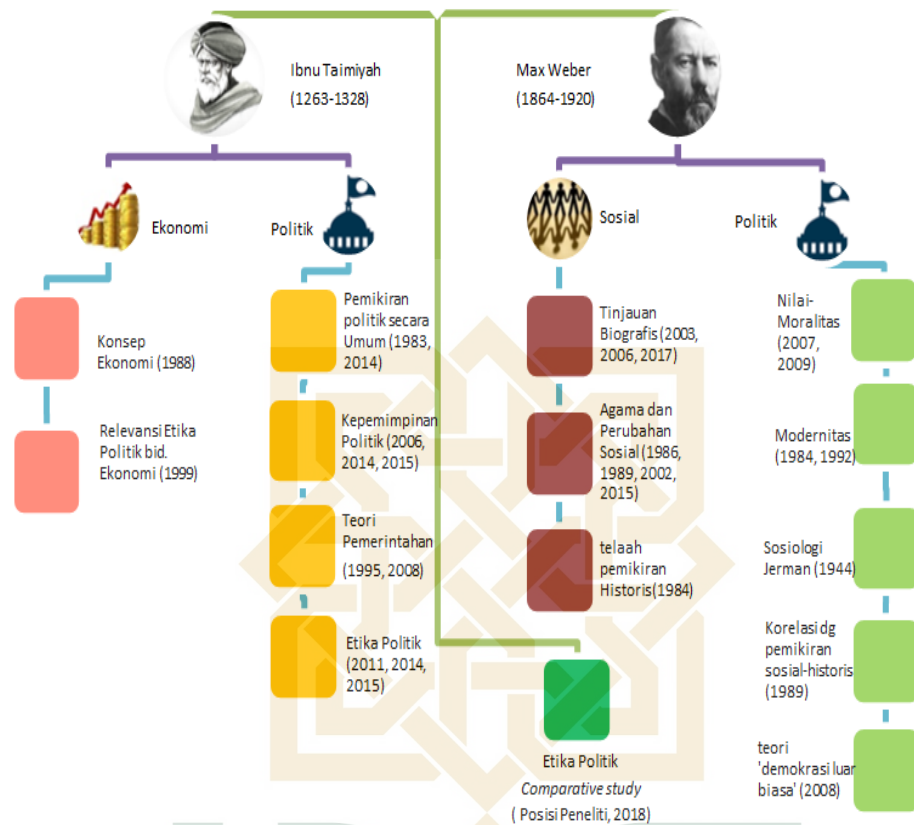 Ibnu Taimiyah
(1263-1328)
Max Weber
(1864-1920)
Ekonomi
Politik
Sosial
Politik
Konsep
Ekonomi (1988)
Relevansi Etika
Politik bid.
Ekonomi (1999)
Pemikiran
politik secara
Umum (1983,
2014)
Kepemimpinan
Politik (2006,
2014, 2015)
Teori
Pemerintahan
(1995, 2008)
Etika Politik
(2011, 2014,
2015)
Tinjauan
Biografis (2003,
2006, 2017)
Agama dan
Perubahan
Sosial (1986,
1989, 2002,
2015)
telaah
pemikiran
Historis(1984)
Nilai-
Moralitas
(2007,
2009)
Modernitas
(1984, 1992)
Sosiologi
Jerman (1944)
Korelasi dg
pemikiran
sosial-historis
(1989)
teori
'demokrasi luar
biasa' (2008)
Etika Politik
Comparative study
( Posisi Peneliti, 2018)